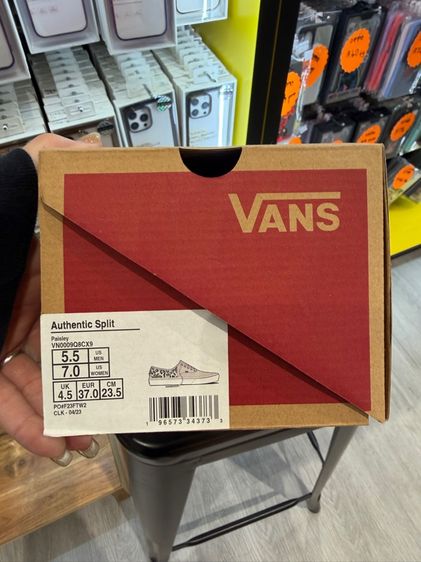 VANS
Authentic Split
Paisley
VN0009Q8CX9
5.5 US MEN
7.0 US WOMEN
UK 4.5 EUR 37.0 CM 23.5
PO#F23FTW2
CLK - 04/23
1 96573 34373 3